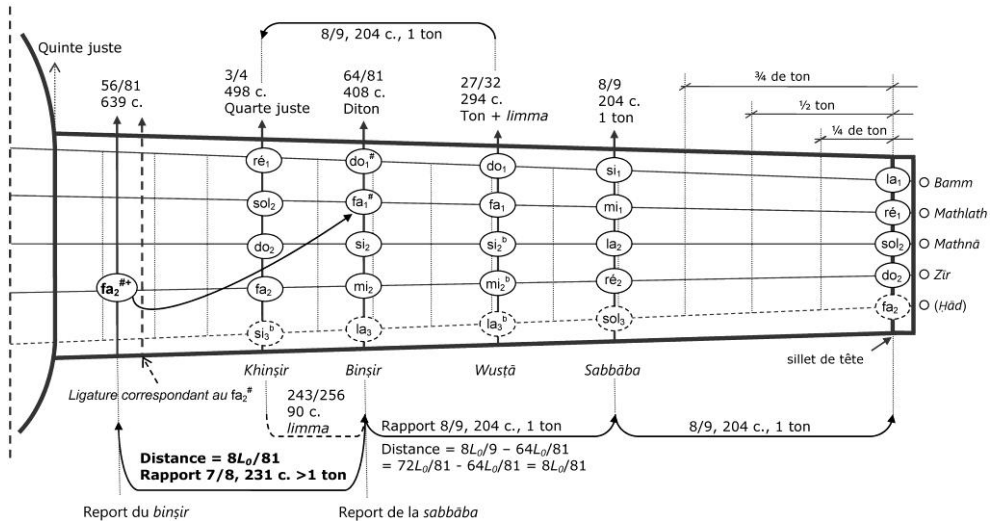 8/9, 204 c., 1 ton
Quinte juste
56/81
639 c.
3/4
498 c.
Quarte juste
64/81
408 c.
Diton
27/32
294 c.
Ton + limma
8/9
204 c.
1 ton
¾ de ton
½ ton
¼ de ton
ré₁ do₁# do₁ si₁ la₁ Bamm
sol₂ fa₁# fa₁ mi₁ ré₁ Mathlath
do₂ si₂ si₂ᵇ la₂ sol₂ Mathnā
fa₂#+ fa₂ mi₂ mi₂ᵇ ré₂ do₂ Zīr
si₃ᵇ la₃ la₃ᵇ sol₃ fa₂ (Ḥād)
sillet de tête
Khinṣir Binṣir Wusṭā Sabbāba
Ligature correspondant au fa₂#
243/256
90 c.
limma
Rapport 8/9, 204 c., 1 ton
8/9, 204 c., 1 ton
Distance = 8L₀/9 – 64L₀/81
= 72L₀/81 - 64L₀/81 = 8L₀/81
Distance = 8L₀/81
Rapport 7/8, 231 c. >1 ton
Report du binṣir
Report de la sabbāba